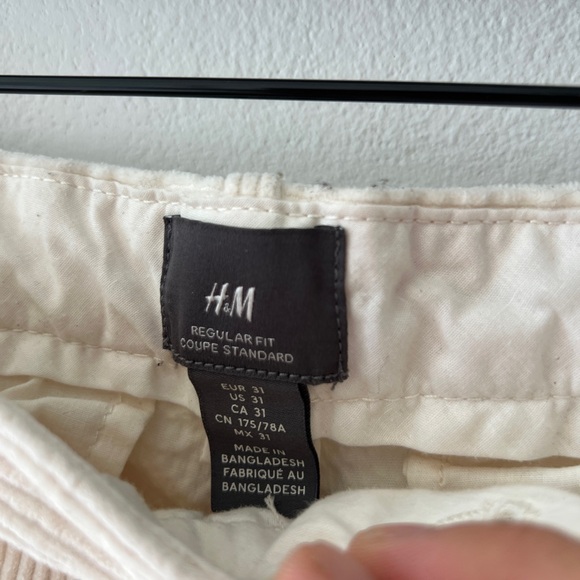 H&M
REGULAR FIT
COUPE STANDARD
EUR 31
US 31
CA 31
CN 175/78A
MX 31
MADE IN
BANGLADESH
FABRIQUÉ AU
BANGLADESH